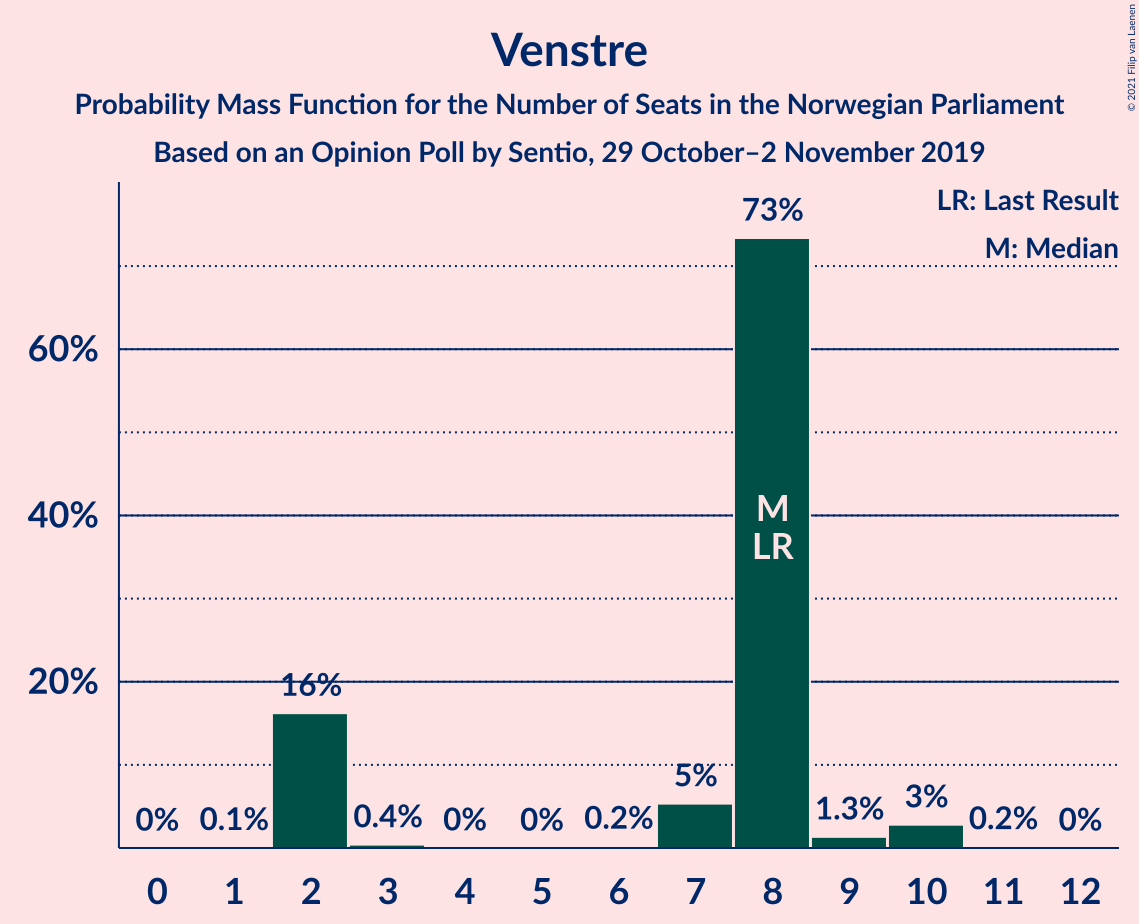 Venstre
Probability Mass Function for the Number of Seats in the Norwegian Parliament
Based on an Opinion Poll by Sentio, 29 October–2 November 2019
© 2021 Filip van Laenen
LR: Last Result
M: Median
60%
40%
20%
0%
0.1%
16%
0.4%
0%
0%
0.2%
5%
73%
M
LR
1.3%
3%
0.2%
0%
0 1 2 3 4 5 6 7 8 9 10 11 12